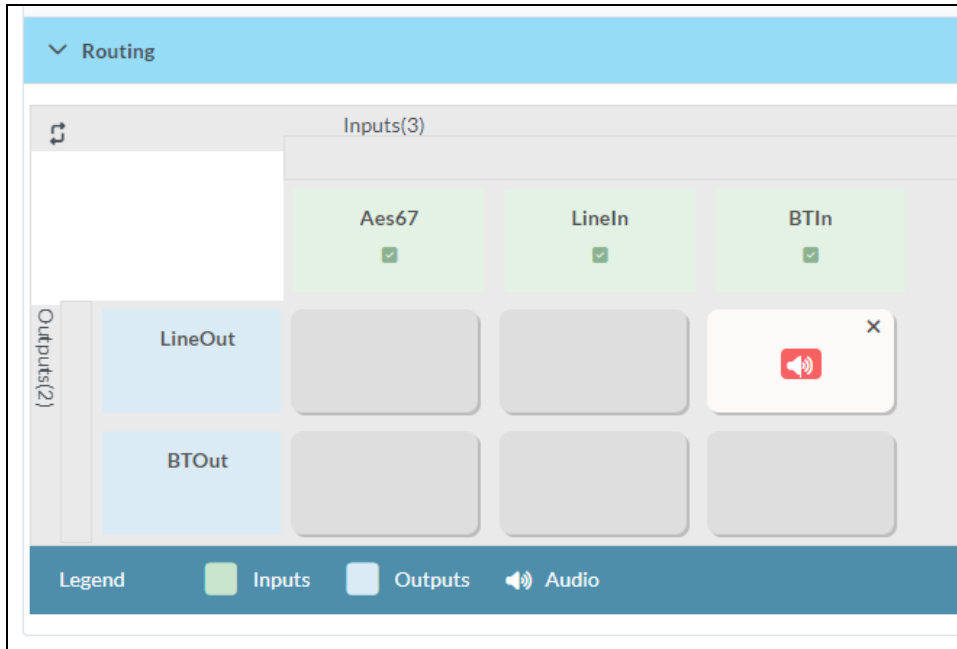 Routing
Inputs(3)
Aes67
LineIn
BTIn
Outputs(2)
LineOut
BTOut
Legend
Inputs
Outputs
Audio